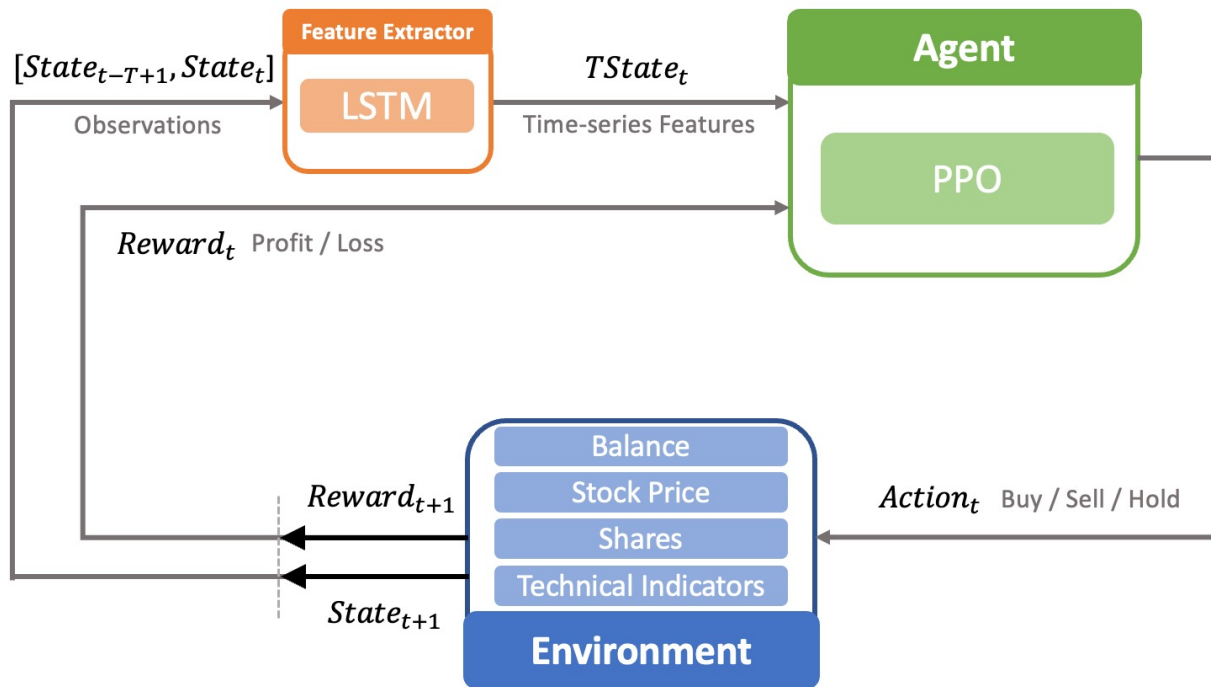 Feature Extractor
LSTM
[State_{t−T+1}, State_t]
Observations
TState_t
Time-series Features
Agent
PPO
Reward_t Profit / Loss
Balance
Stock Price
Shares
Technical Indicators
Environment
Reward_{t+1}
State_{t+1}
Action_t Buy / Sell / Hold